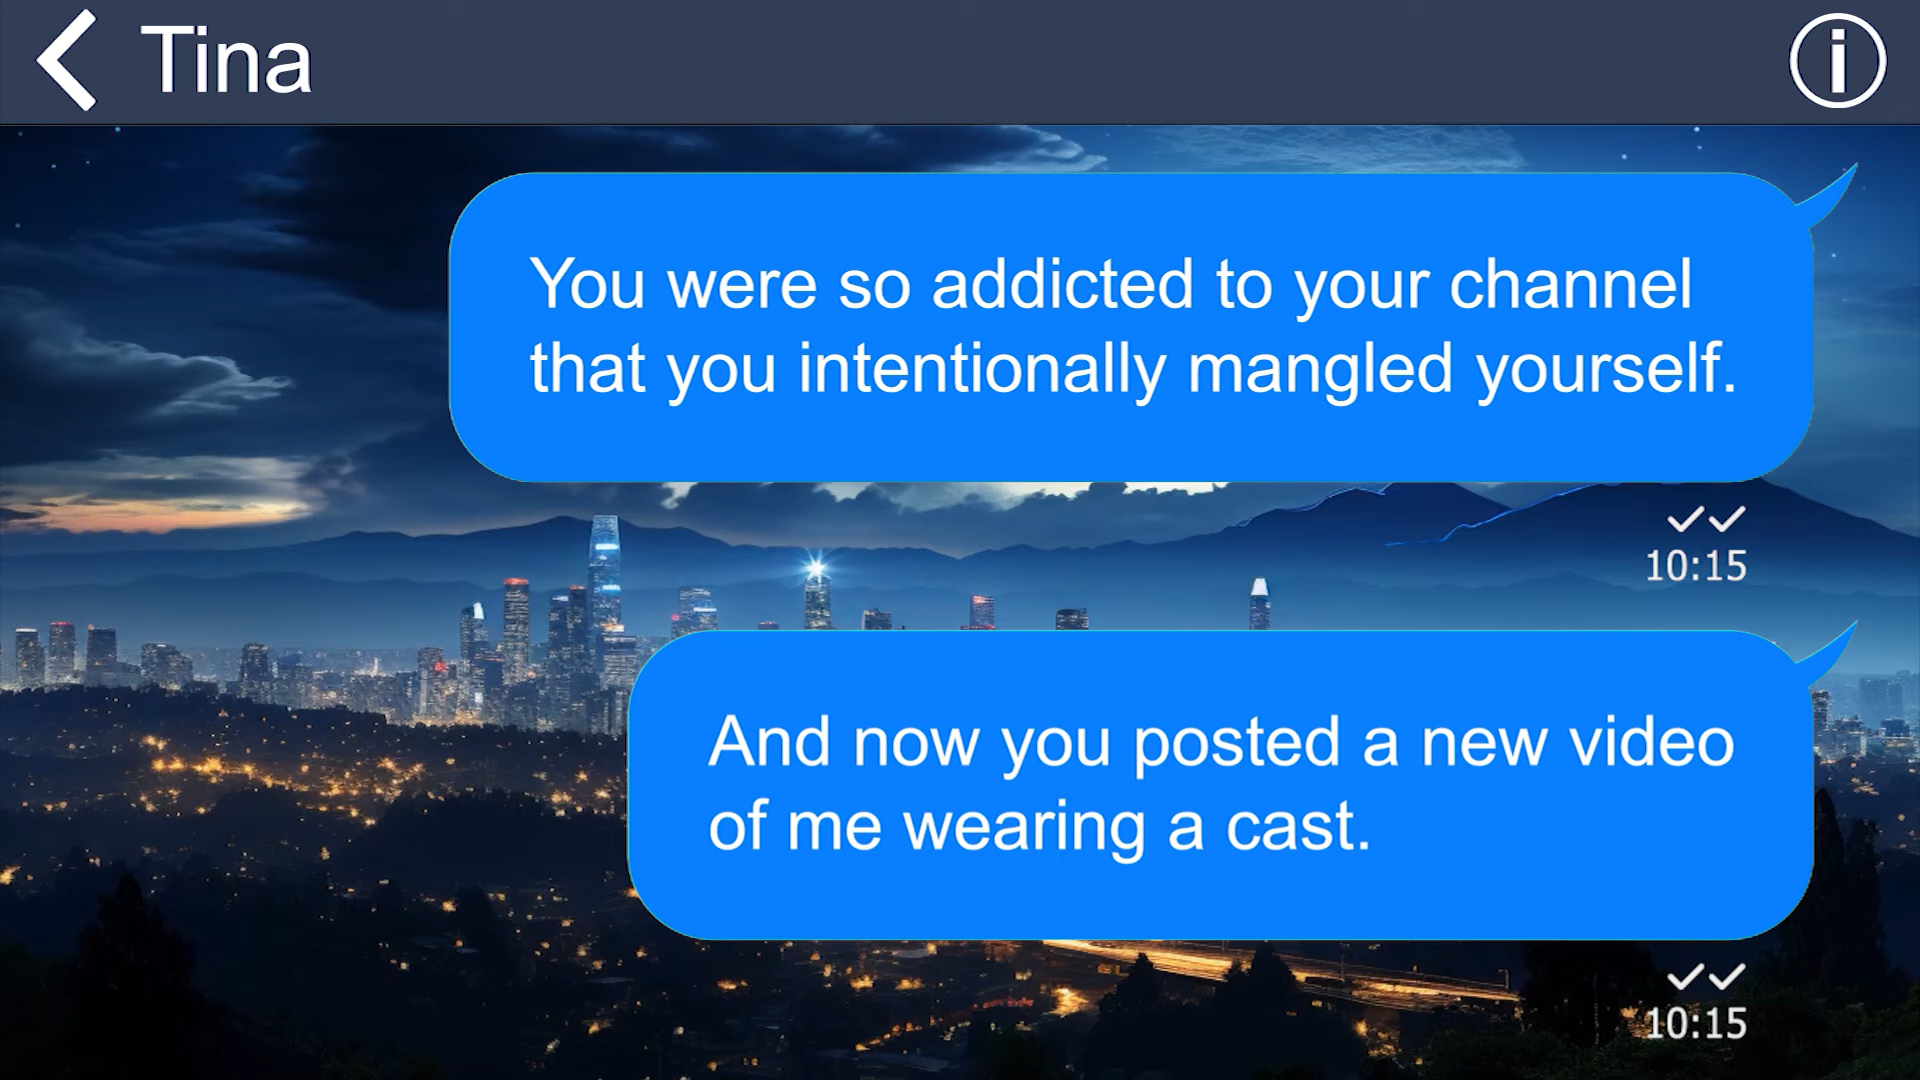 Tina
You were so addicted to your channel
that you intentionally mangled yourself.
10:15
And now you posted a new video
of me wearing a cast.
10:15